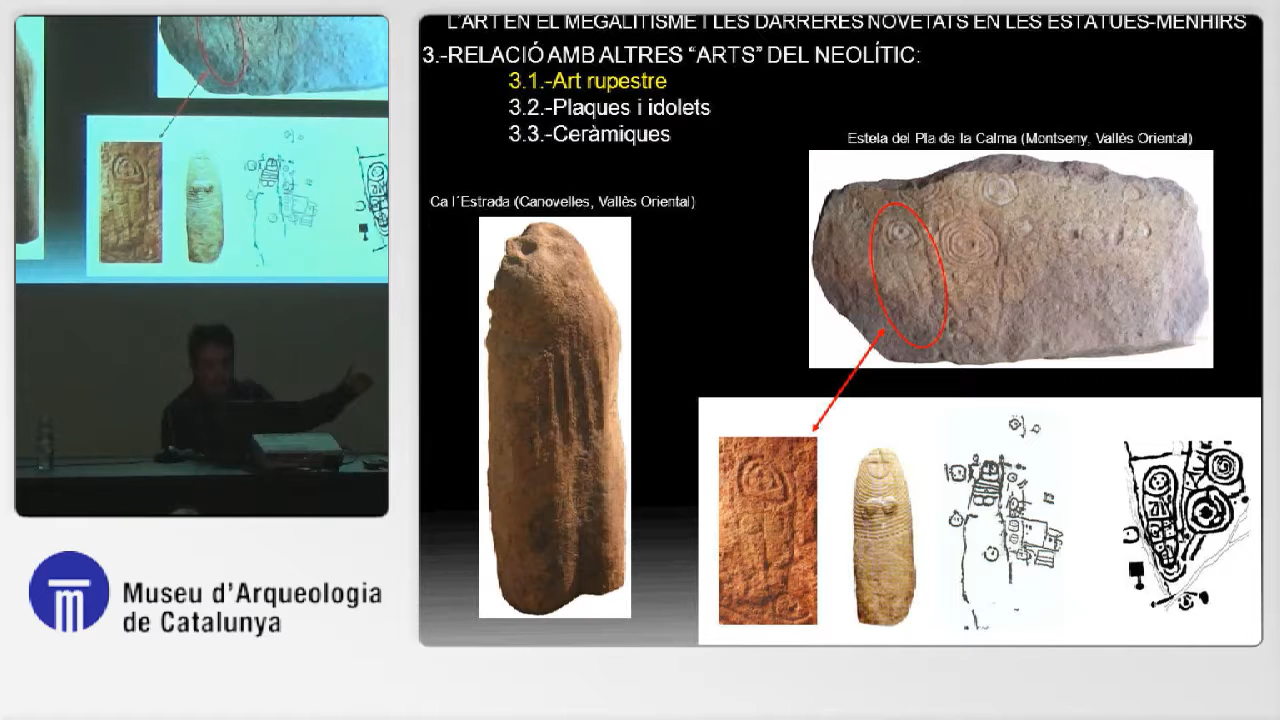 L'ART EN EL MEGALITISME I LES DARRERES NOVETATS EN LES ESTÀTUES-MENHIRS
3.-RELACIÓ AMB ALTRES “ARTS” DEL NEOLÍTIC:
3.1.-Art rupestre
3.2.-Plaques i idolets
3.3.-Ceràmiques
Estela del Pla de la Calma (Montseny, Vallès Oriental)
Ca l´Estrada (Canovelles, Vallès Oriental)
Museu d'Arqueologia
de Catalunya